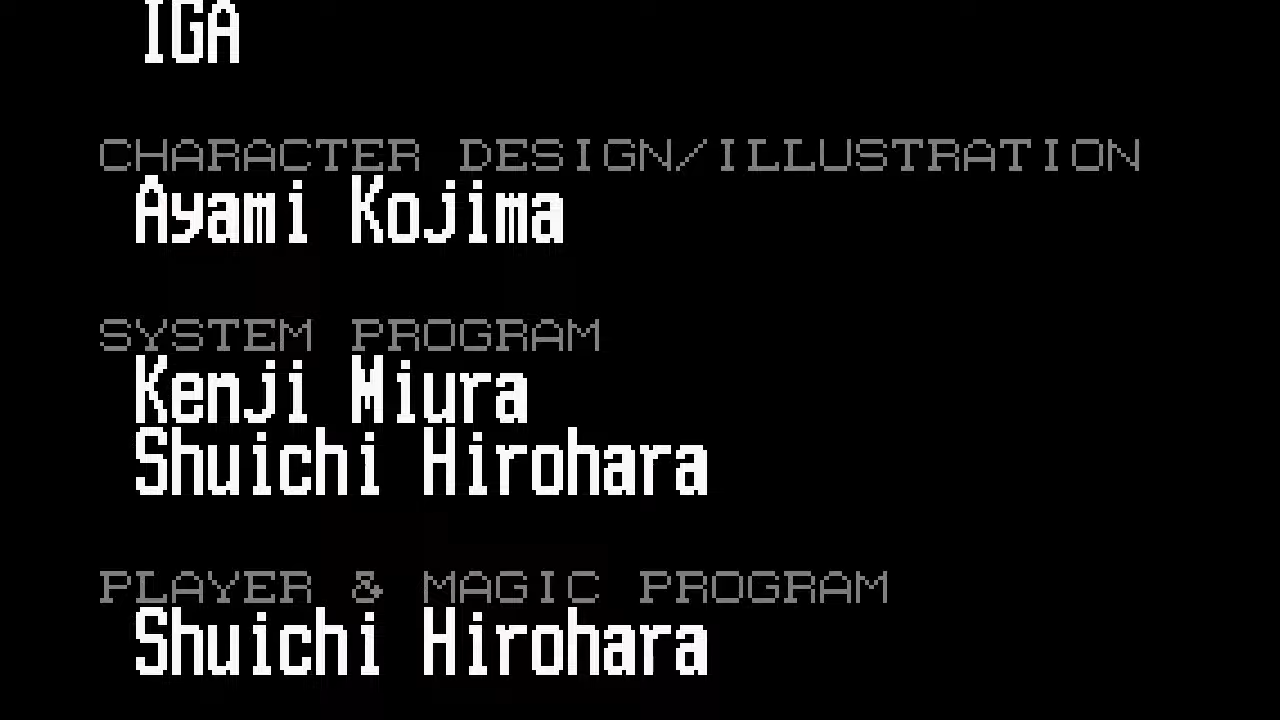 IGA
CHARACTER DESIGN/ILLUSTRATION
Ayami Kojima
SYSTEM PROGRAM
Kenji Miura
Shuichi Hirohara
PLAYER & MAGIC PROGRAM
Shuichi Hirohara